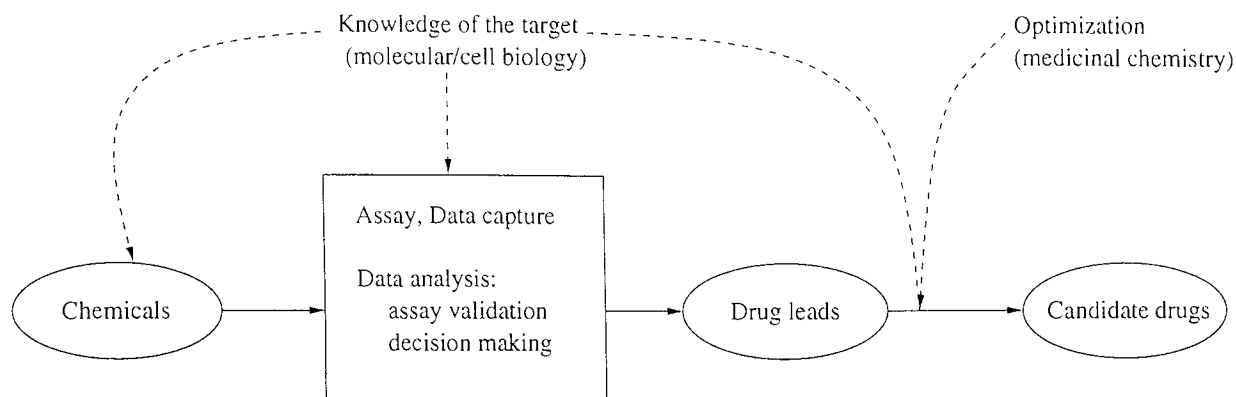 Knowledge of the target
(molecular/cell biology)
Optimization
(medicinal chemistry)
Assay, Data capture
Data analysis:
assay validation
decision making
Chemicals
Drug leads
Candidate drugs